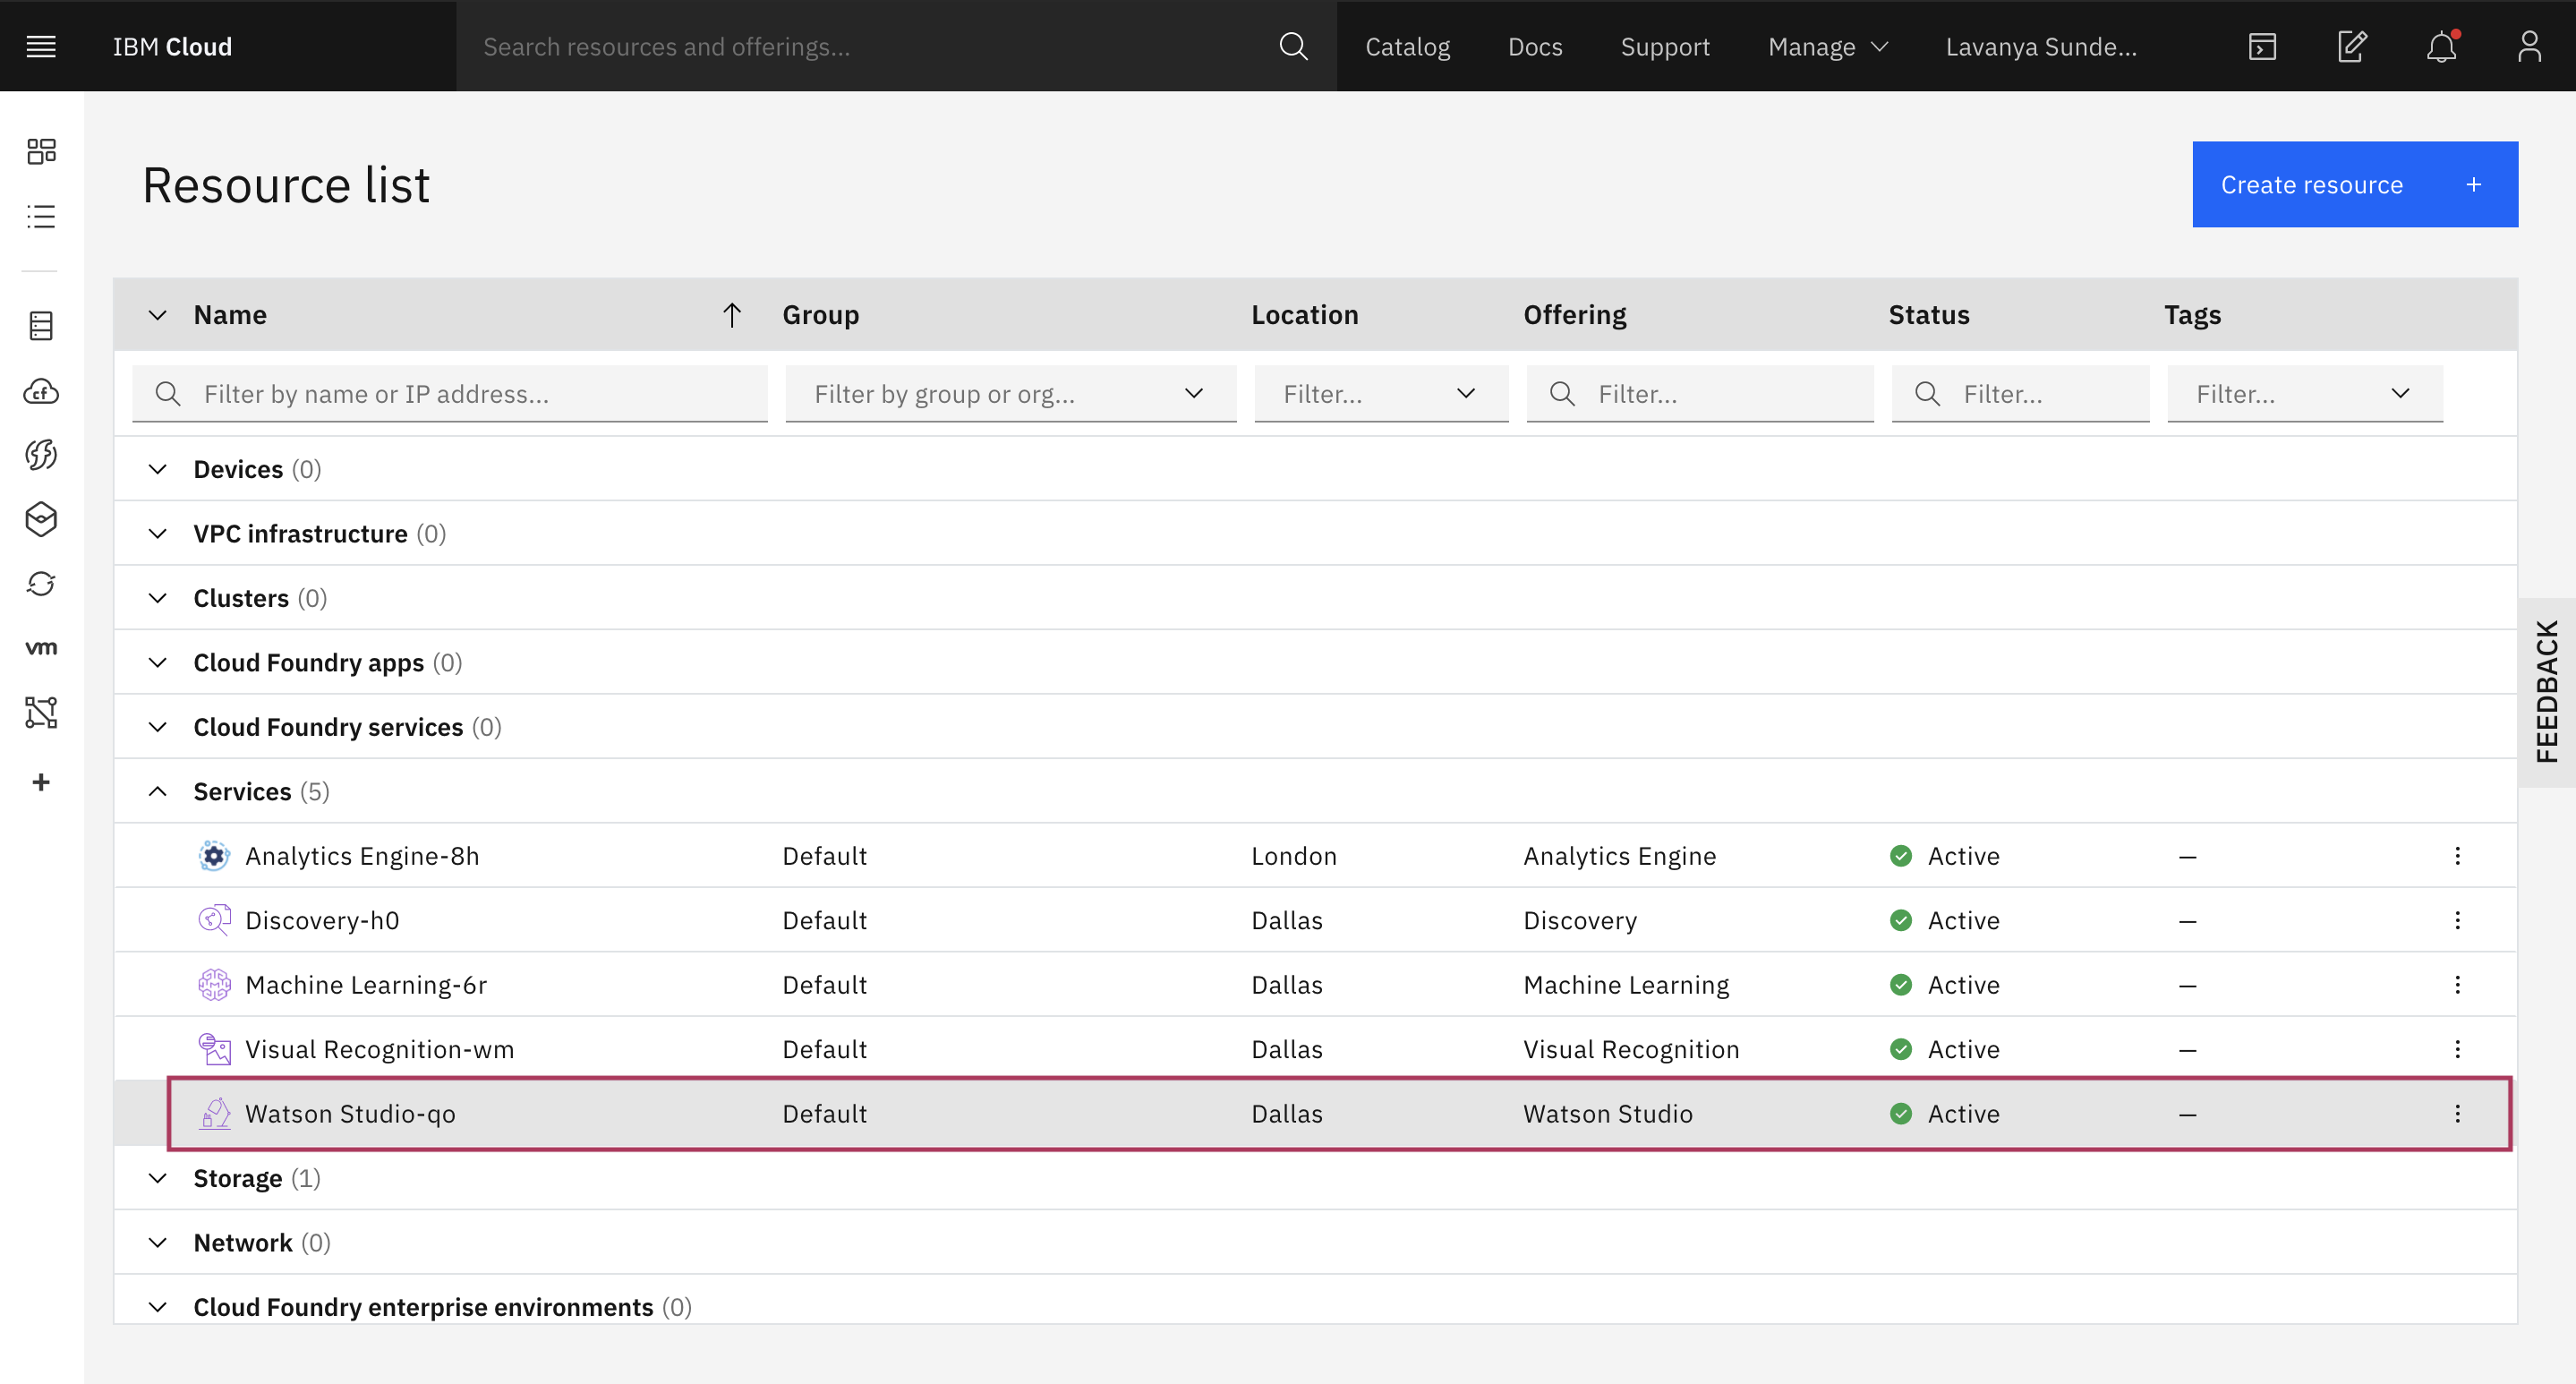 IBM Cloud
Search resources and offerings...
Catalog
Docs
Support
Manage
Lavanya Sunde...
Resource list
Create resource +
Name
Group
Location
Offering
Status
Tags
Filter by name or IP address...
Filter by group or org...
Filter...
Filter...
Filter...
Filter...
Devices (0)
VPC infrastructure (0)
Clusters (0)
Cloud Foundry apps (0)
Cloud Foundry services (0)
Services (5)
Analytics Engine-8h Default London Analytics Engine Active —
Discovery-h0 Default Dallas Discovery Active —
Machine Learning-6r Default Dallas Machine Learning Active —
Visual Recognition-wm Default Dallas Visual Recognition Active —
Watson Studio-qo Default Dallas Watson Studio Active —
Storage (1)
Network (0)
Cloud Foundry enterprise environments (0)
cf
vm
FEEDBACK